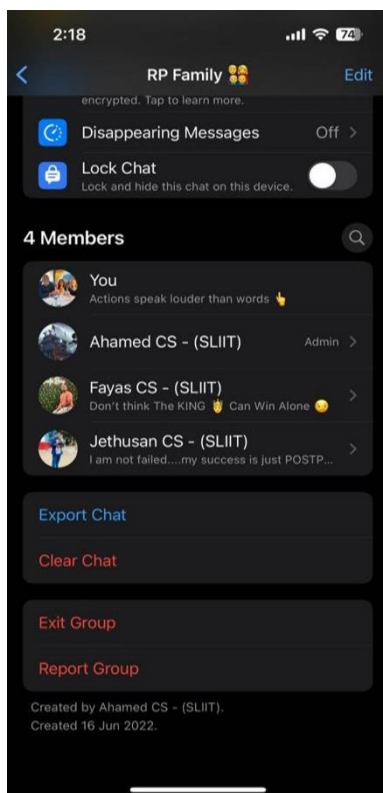 2:18
74
RP Family 👨‍👩‍👧‍👦
Edit
encrypted. Tap to learn more.
Disappearing Messages Off
Lock Chat
Lock and hide this chat on this device.
4 Members
You
Actions speak louder than words 👆
Ahamed CS - (SLIIT) Admin
Fayas CS - (SLIIT)
Don't think The KING 🤴 Can Win Alone 😏
Jethusan CS - (SLIIT)
I am not failed....my success is just POSTP...
Export Chat
Clear Chat
Exit Group
Report Group
Created by Ahamed CS - (SLIIT).
Created 16 Jun 2022.